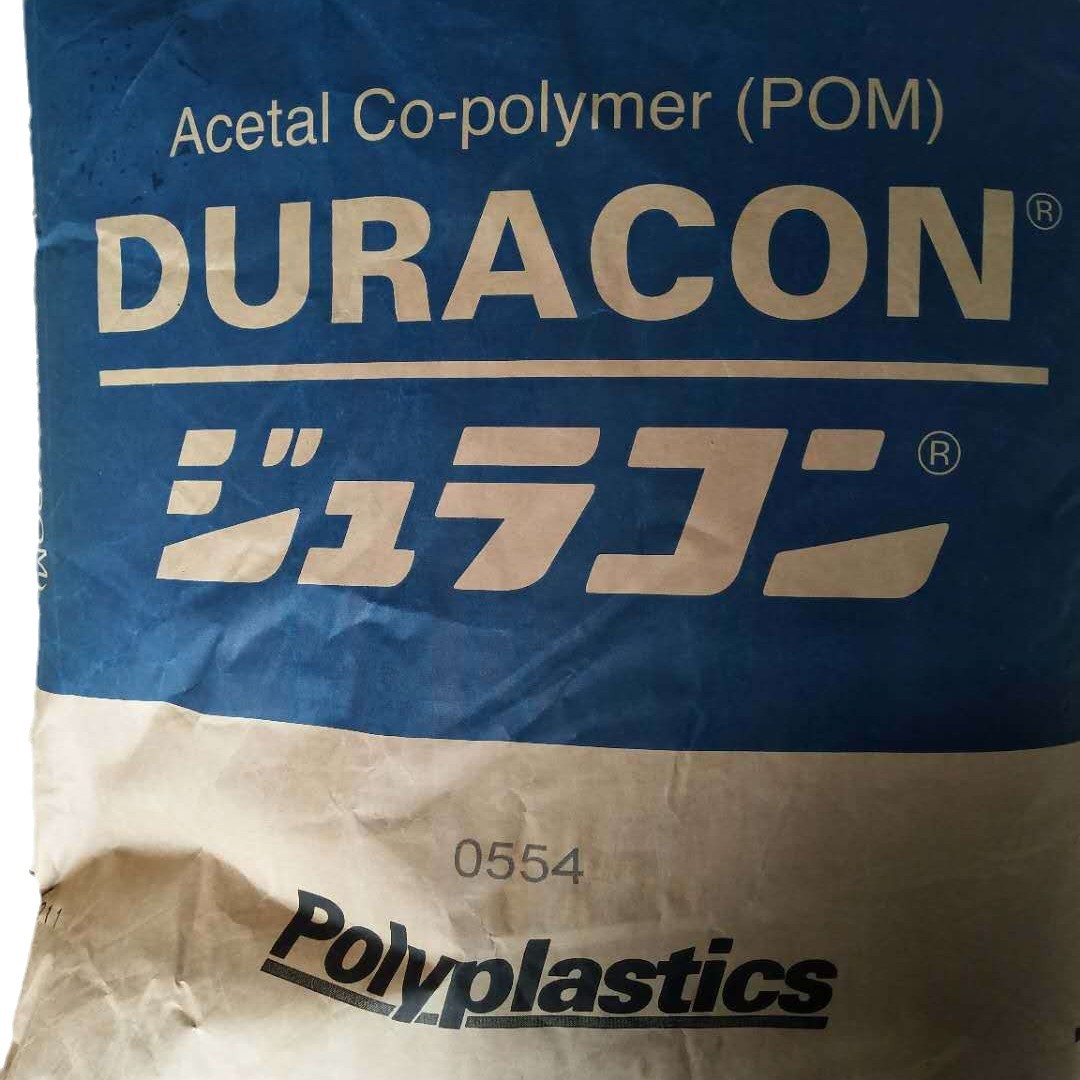 Acetal Co-polymer (POM)
DURACON®
ジュラコン®
0554
Polyplastics